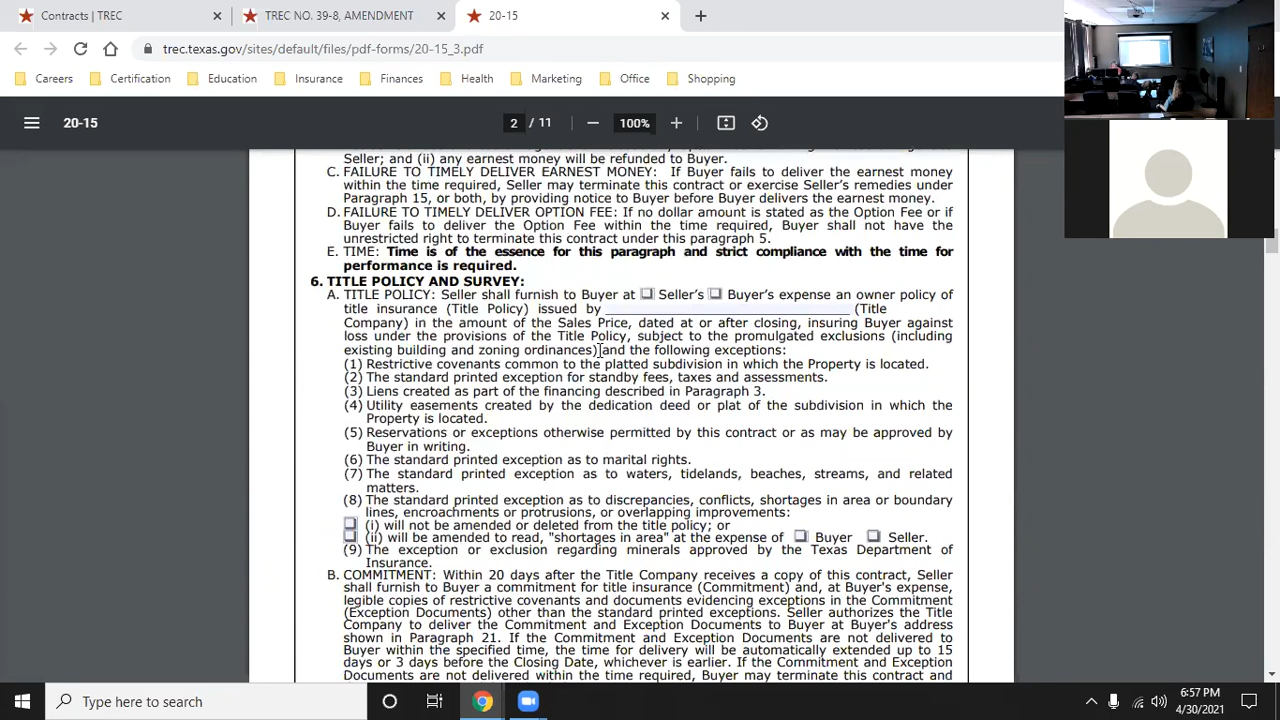 Contracts | TREC
TREC NO. 39-8, AMENDMENT
20-15
trec.texas.gov/sites/default/files/pdf-forms/20-15_3.pdf
Careers
Certification
Education
Insurance
Finances
Health
Marketing
Office
Shopping
20-15
2 / 11
100%
Seller; and (ii) any earnest money will be refunded to Buyer.
C. FAILURE TO TIMELY DELIVER EARNEST MONEY: If Buyer fails to deliver the earnest money
within the time required, Seller may terminate this contract or exercise Seller's remedies under
Paragraph 15, or both, by providing notice to Buyer before Buyer delivers the earnest money.
D. FAILURE TO TIMELY DELIVER OPTION FEE: If no dollar amount is stated as the Option Fee or if
Buyer fails to deliver the Option Fee within the time required, Buyer shall not have the
unrestricted right to terminate this contract under this paragraph 5.
E. TIME: Time is of the essence for this paragraph and strict compliance with the time for
performance is required.
6. TITLE POLICY AND SURVEY:
A. TITLE POLICY: Seller shall furnish to Buyer at Seller's Buyer's expense an owner policy of
title insurance (Title Policy) issued by (Title
Company) in the amount of the Sales Price, dated at or after closing, insuring Buyer against
loss under the provisions of the Title Policy, subject to the promulgated exclusions (including
existing building and zoning ordinances) and the following exceptions:
(1) Restrictive covenants common to the platted subdivision in which the Property is located.
(2) The standard printed exception for standby fees, taxes and assessments.
(3) Liens created as part of the financing described in Paragraph 3.
(4) Utility easements created by the dedication deed or plat of the subdivision in which the
Property is located.
(5) Reservations or exceptions otherwise permitted by this contract or as may be approved by
Buyer in writing.
(6) The standard printed exception as to marital rights.
(7) The standard printed exception as to waters, tidelands, beaches, streams, and related
matters.
(8) The standard printed exception as to discrepancies, conflicts, shortages in area or boundary
lines, encroachments or protrusions, or overlapping improvements:
(i) will not be amended or deleted from the title policy; or
(ii) will be amended to read, "shortages in area" at the expense of Buyer Seller.
(9) The exception or exclusion regarding minerals approved by the Texas Department of
Insurance.
B. COMMITMENT: Within 20 days after the Title Company receives a copy of this contract, Seller
shall furnish to Buyer a commitment for title insurance (Commitment) and, at Buyer's expense,
legible copies of restrictive covenants and documents evidencing exceptions in the Commitment
(Exception Documents) other than the standard printed exceptions. Seller authorizes the Title
Company to deliver the Commitment and Exception Documents to Buyer at Buyer's address
shown in Paragraph 21. If the Commitment and Exception Documents are not delivered to
Buyer within the specified time, the time for delivery will be automatically extended up to 15
days or 3 days before the Closing Date, whichever is earlier. If the Commitment and Exception
Documents are not delivered within the time required, Buyer may terminate this contract and
Type here to search
6:57 PM
4/30/2021